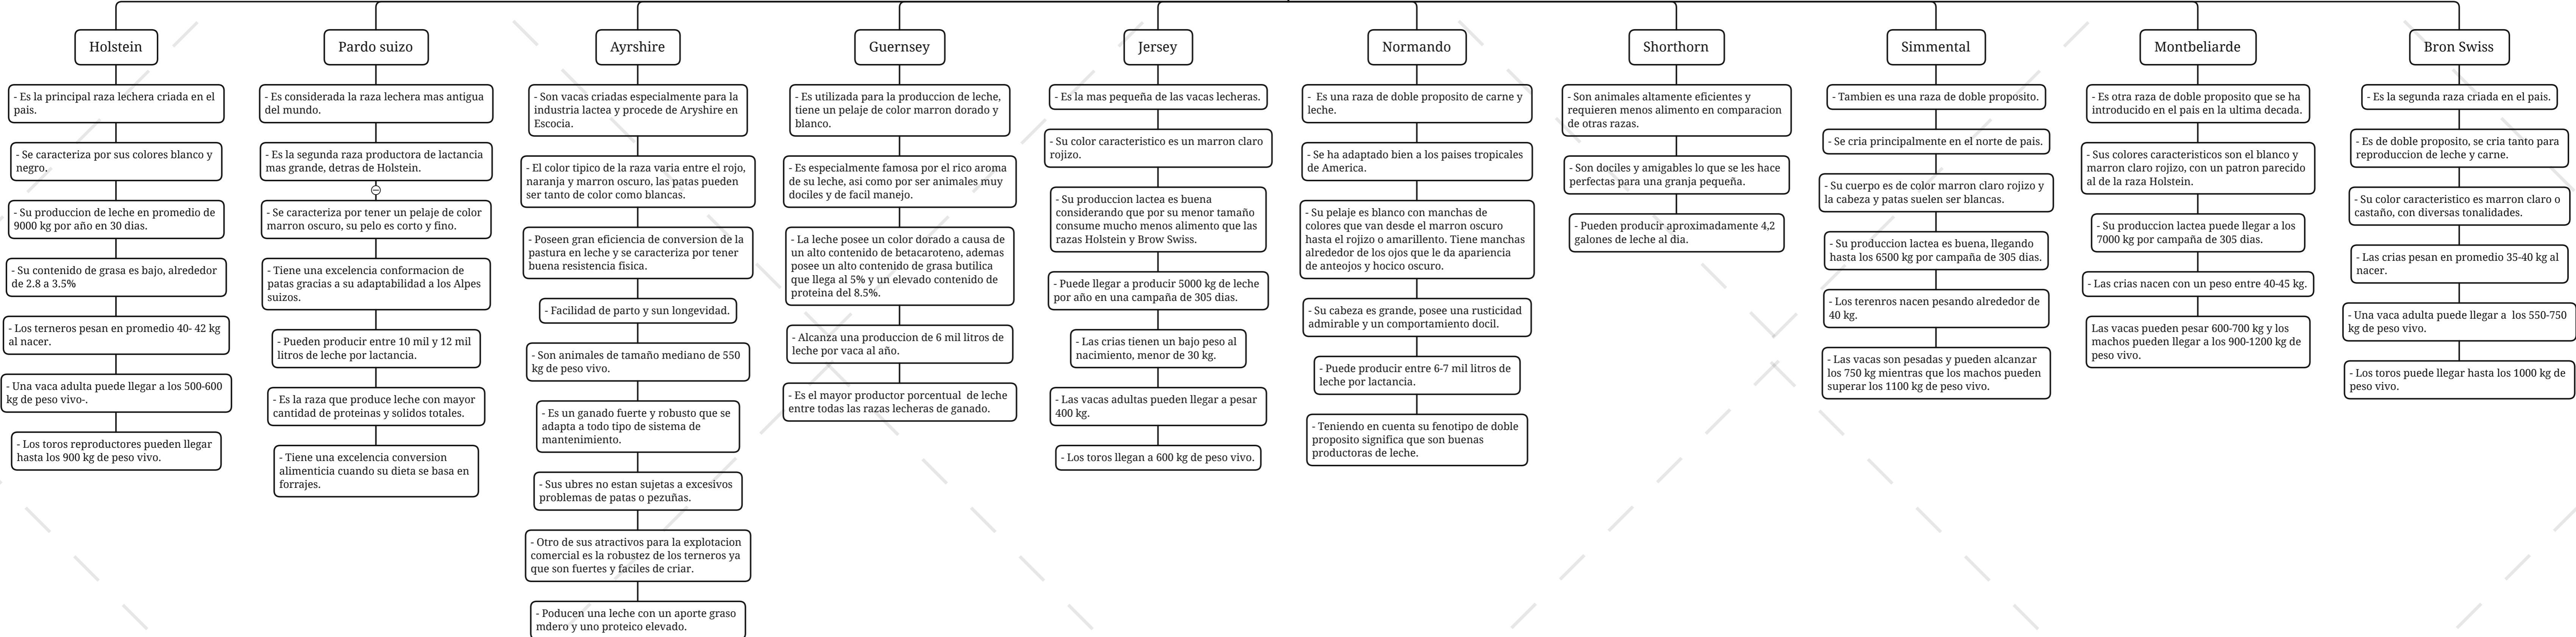 Holstein
- Es la principal raza lechera criada en el
pais.
- Se caracteriza por sus colores blanco y
negro.
- Su produccion de leche en promedio de
9000 kg por año en 30 dias.
- Su contenido de grasa es bajo, alrededor
de 2.8 a 3.5%
- Los terneros pesan en promedio 40- 42 kg
al nacer.
- Una vaca adulta puede llegar a los 500-600
kg de peso vivo-.
- Los toros reproductores pueden llegar
hasta los 900 kg de peso vivo.
Pardo suizo
- Es considerada la raza lechera mas antigua
del mundo.
- Es la segunda raza productora de lactancia
mas grande, detras de Holstein.
- Se caracteriza por tener un pelaje de color
marron oscuro, su pelo es corto y fino.
- Tiene una excelencia conformacion de
patas gracias a su adaptabilidad a los Alpes
suizos.
- Pueden producir entre 10 mil y 12 mil
litros de leche por lactancia.
- Es la raza que produce leche con mayor
cantidad de proteinas y solidos totales.
- Tiene una excelencia conversion
alimenticia cuando su dieta se basa en
forrajes.
Ayrshire
- Son vacas criadas especialmente para la
industria lactea y procede de Aryshire en
Escocia.
- El color tipico de la raza varia entre el rojo,
naranja y marron oscuro, las patas pueden
ser tanto de color como blancas.
- Poseen gran eficiencia de conversion de la
pastura en leche y se caracteriza por tener
buena resistencia fisica.
- Facilidad de parto y sun longevidad.
- Son animales de tamaño mediano de 550
kg de peso vivo.
- Es un ganado fuerte y robusto que se
adapta a todo tipo de sistema de
mantenimiento.
- Sus ubres no estan sujetas a excesivos
problemas de patas o pezuñas.
- Otro de sus atractivos para la explotacion
comercial es la robustez de los terneros ya
que son fuertes y faciles de criar.
- Poducen una leche con un aporte graso
mdero y uno proteico elevado.
Guernsey
- Es utilizada para la produccion de leche,
tiene un pelaje de color marron dorado y
blanco.
- Es especialmente famosa por el rico aroma
de su leche, asi como por ser animales muy
dociles y de facil manejo.
- La leche posee un color dorado a causa de
un alto contenido de betacaroteno, ademas
posee un alto contenido de grasa butilica
que llega al 5% y un elevado contenido de
proteina del 8.5%.
- Alcanza una produccion de 6 mil litros de
leche por vaca al año.
- Es el mayor productor porcentual de leche
entre todas las razas lecheras de ganado.
Jersey
- Es la mas pequeña de las vacas lecheras.
- Su color caracteristico es un marron claro
rojizo.
- Su produccion lactea es buena
considerando que por su menor tamaño
consume mucho menos alimento que las
razas Holstein y Brow Swiss.
- Puede llegar a producir 5000 kg de leche
por año en una campaña de 305 dias.
- Las crias tienen un bajo peso al
nacimiento, menor de 30 kg.
- Las vacas adultas pueden llegar a pesar
400 kg.
- Los toros llegan a 600 kg de peso vivo.
Normando
- Es una raza de doble proposito de carne y
leche.
- Se ha adaptado bien a los paises tropicales
de America.
- Su pelaje es blanco con manchas de
colores que van desde el marron oscuro
hasta el rojizo o amarillento. Tiene manchas
alrededor de los ojos que le da apariencia
de anteojos y hocico oscuro.
- Su cabeza es grande, posee una rusticidad
admirable y un comportamiento docil.
- Puede producir entre 6-7 mil litros de
leche por lactancia.
- Teniendo en cuenta su fenotipo de doble
proposito significa que son buenas
productoras de leche.
Shorthorn
- Son animales altamente eficientes y
requieren menos alimento en comparacion
de otras razas.
- Son dociles y amigables lo que se les hace
perfectas para una granja pequeña.
- Pueden producir aproximadamente 4,2
galones de leche al dia.
Simmental
- Tambien es una raza de doble proposito.
- Se cria principalmente en el norte de pais.
- Su cuerpo es de color marron claro rojizo y
la cabeza y patas suelen ser blancas.
- Su produccion lactea es buena, llegando
hasta los 6500 kg por campaña de 305 dias.
- Los terenros nacen pesando alrededor de
40 kg.
- Las vacas son pesadas y pueden alcanzar
los 750 kg mientras que los machos pueden
superar los 1100 kg de peso vivo.
Montbeliarde
- Es otra raza de doble proposito que se ha
introducido en el pais en la ultima decada.
- Sus colores caracteristicos son el blanco y
marron claro rojizo, con un patron parecido
al de la raza Holstein.
- Su produccion lactea puede llegar a los
7000 kg por campaña de 305 dias.
- Las crias nacen con un peso entre 40-45 kg.
Las vacas pueden pesar 600-700 kg y los
machos pueden llegar a los 900-1200 kg de
peso vivo.
Bron Swiss
- Es la segunda raza criada en el pais.
- Es de doble proposito, se cria tanto para
reproduccion de leche y carne.
- Su color caracteristico es marron claro o
castaño, con diversas tonalidades.
- Las crias pesan en promedio 35-40 kg al
nacer.
- Una vaca adulta puede llegar a los 550-750
kg de peso vivo.
- Los toros puede llegar hasta los 1000 kg de
peso vivo.